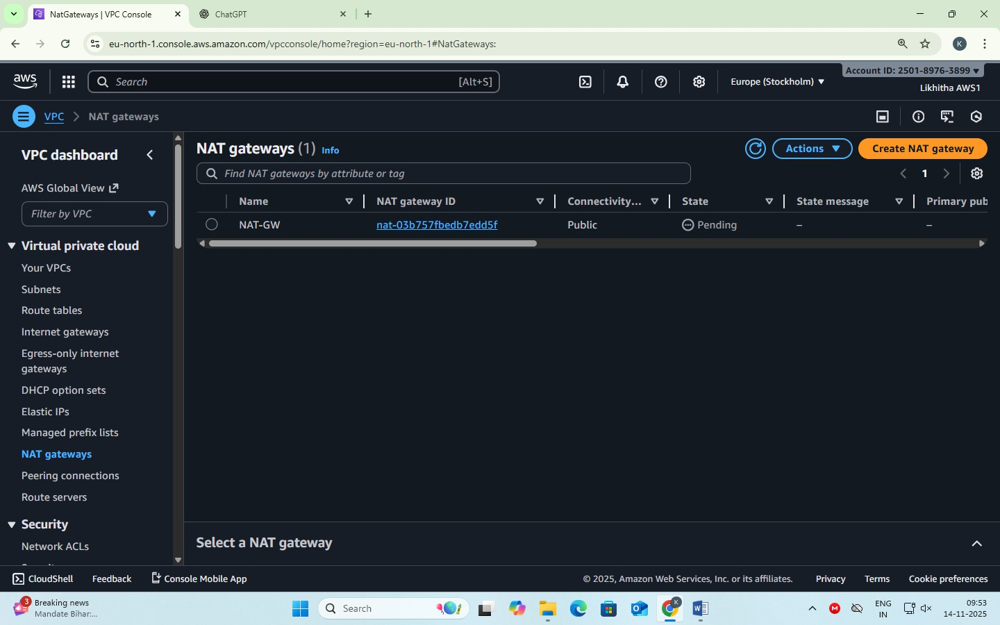 NatGateways | VPC Console
ChatGPT
eu-north-1.console.aws.amazon.com/vpcconsole/home?region=eu-north-1#NatGateways:
K
aws
Search [Alt+S]
Europe (Stockholm)
Account ID: 2501-8976-3899
Likhitha AWS1
VPC
NAT gateways
VPC dashboard
AWS Global View
Filter by VPC
Virtual private cloud
Your VPCs
Subnets
Route tables
Internet gateways
Egress-only internet
gateways
DHCP option sets
Elastic IPs
Managed prefix lists
NAT gateways
Peering connections
Route servers
Security
Network ACLs
NAT gateways (1) Info
Actions
Create NAT gateway
Find NAT gateways by attribute or tag
1
Name NAT gateway ID Connectivity... State State message Primary pub
NAT-GW nat-03b757fbedb7edd5f Public Pending – –
Select a NAT gateway
CloudShell Feedback Console Mobile App © 2025, Amazon Web Services, Inc. or its affiliates. Privacy Terms Cookie preferences
3
Breaking news
Mandate Bihar:...
Search
K
M
ENG
IN
09:53
14-11-2025